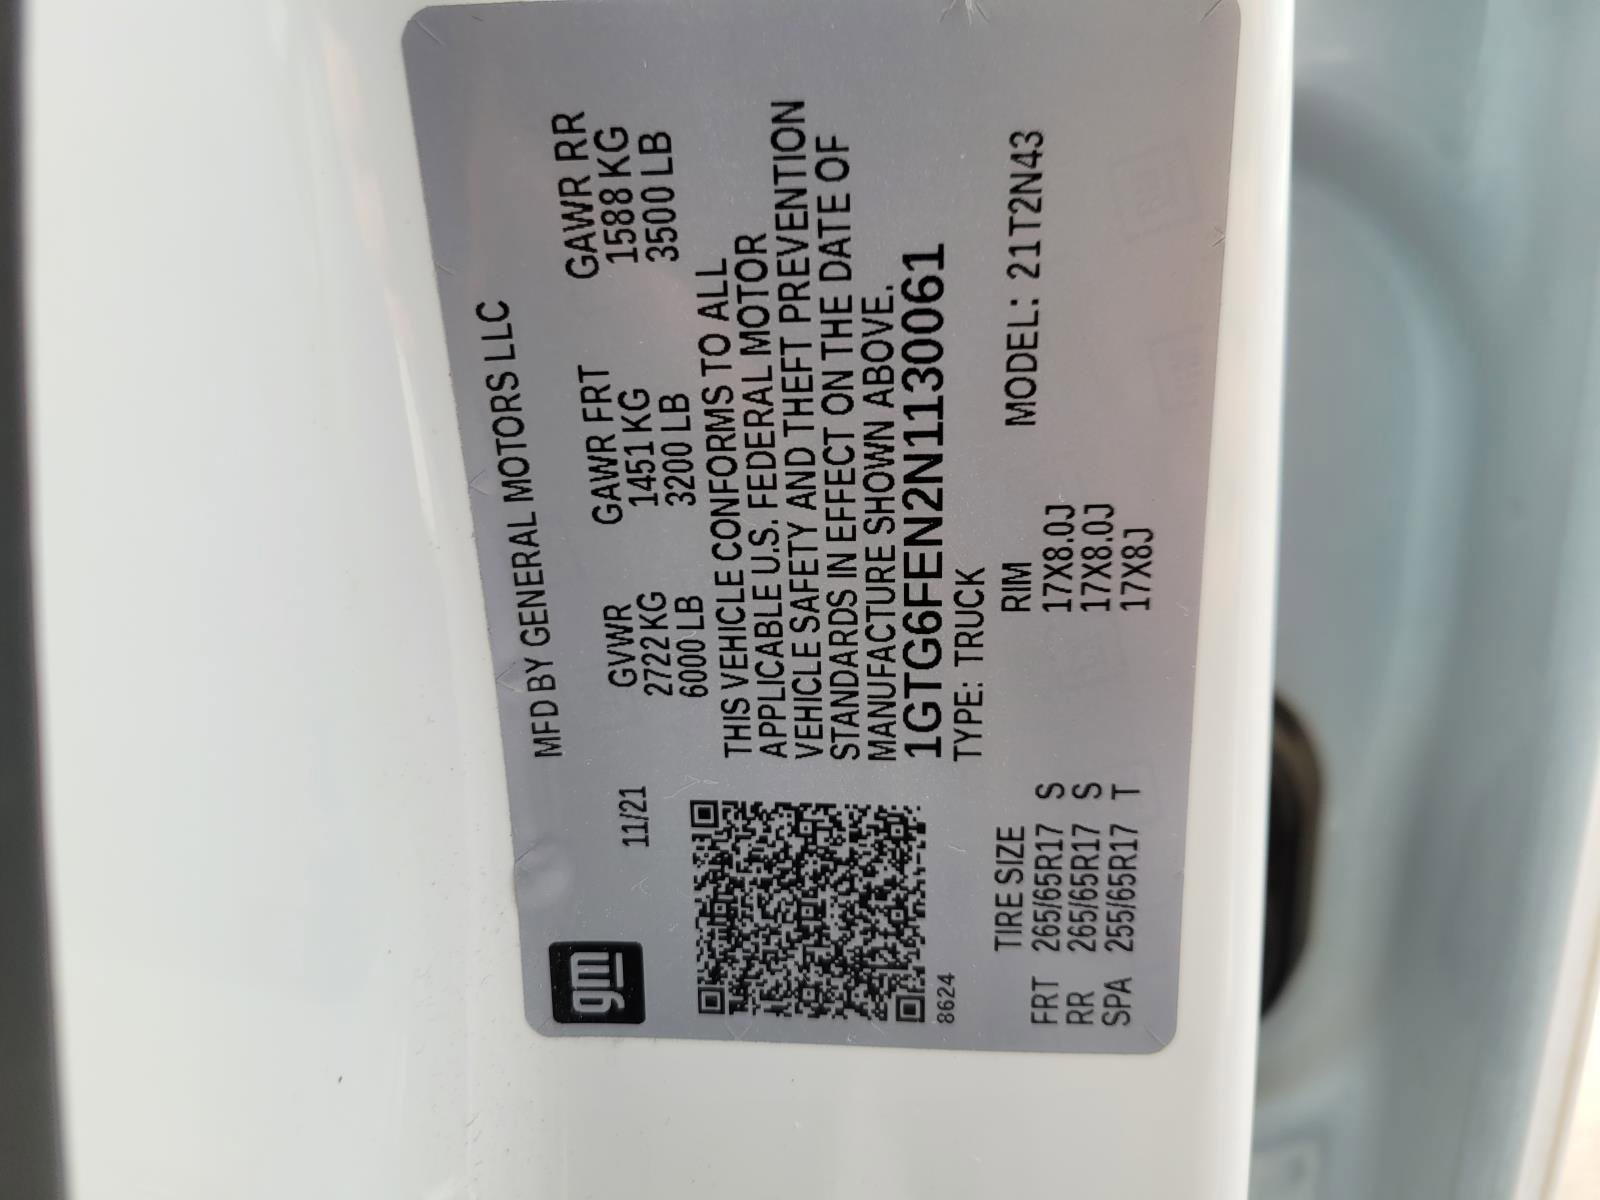 gm
MFD BY GENERAL MOTORS LLC
11/21
GVWR GAWR FRT GAWR RR
2722 KG 1451 KG 1588 KG
6000 LB 3200 LB 3500 LB
THIS VEHICLE CONFORMS TO ALL
APPLICABLE U.S. FEDERAL MOTOR
VEHICLE SAFETY AND THEFT PREVENTION
STANDARDS IN EFFECT ON THE DATE OF
MANUFACTURE SHOWN ABOVE.
1GTG6FEN2N1130061
8624
TYPE: TRUCK
TIRE SIZE RIM MODEL: 21T2N43
FRT 265/65R17 S 17X8.0J
RR 265/65R17 S 17X8.0J
SPA 255/65R17 T 17X8J